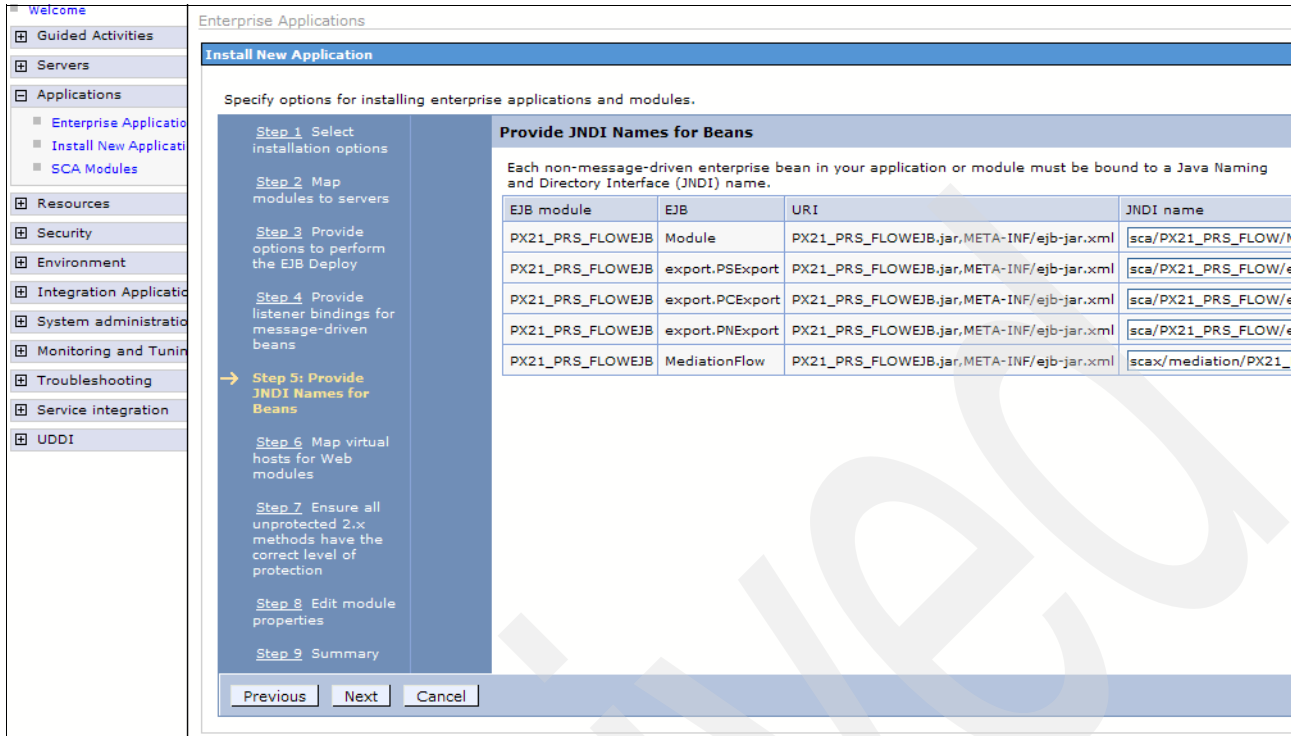 Welcome
Guided Activities
Servers
Applications
Enterprise Applicatio
Install New Applicati
SCA Modules
Resources
Security
Environment
Integration Applicatio
System administratio
Monitoring and Tunin
Troubleshooting
Service integration
UDDI
Enterprise Applications
Install New Application
Specify options for installing enterprise applications and modules.
Step 1 Select
installation options
Step 2 Map
modules to servers
Step 3 Provide
options to perform
the EJB Deploy
Step 4 Provide
listener bindings for
message-driven
beans
Step 5: Provide
JNDI Names for
Beans
Step 6 Map virtual
hosts for Web
modules
Step 7 Ensure all
unprotected 2.x
methods have the
correct level of
protection
Step 8 Edit module
properties
Step 9 Summary
Provide JNDI Names for Beans
Each non-message-driven enterprise bean in your application or module must be bound to a Java Naming
and Directory Interface (JNDI) name.
EJB module EJB URI JNDI name
PX21_PRS_FLOWEJB Module PX21_PRS_FLOWEJB.jar,META-INF/ejb-jar.xml sca/PX21_PRS_FLOW/M
PX21_PRS_FLOWEJB export.PSExport PX21_PRS_FLOWEJB.jar,META-INF/ejb-jar.xml sca/PX21_PRS_FLOW/e
PX21_PRS_FLOWEJB export.PCExport PX21_PRS_FLOWEJB.jar,META-INF/ejb-jar.xml sca/PX21_PRS_FLOW/e
PX21_PRS_FLOWEJB export.PNExport PX21_PRS_FLOWEJB.jar,META-INF/ejb-jar.xml sca/PX21_PRS_FLOW/e
PX21_PRS_FLOWEJB MediationFlow PX21_PRS_FLOWEJB.jar,META-INF/ejb-jar.xml scax/mediation/PX21_
Previous Next Cancel